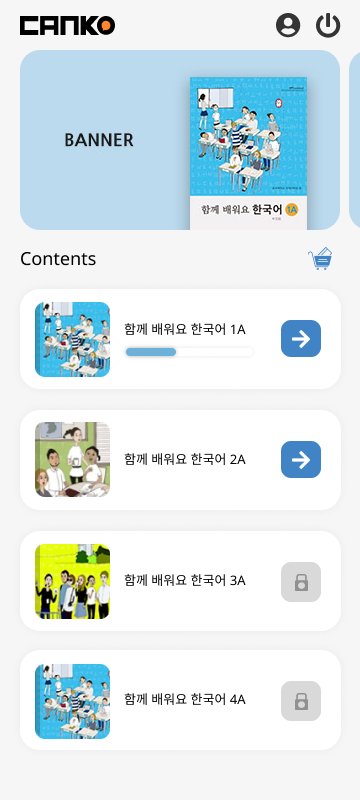 CANKO
BANNER
함께 배워요 한국어 1A
Contents
함께 배워요 한국어 1A
함께 배워요 한국어 2A
함께 배워요 한국어 3A
함께 배워요 한국어 4A